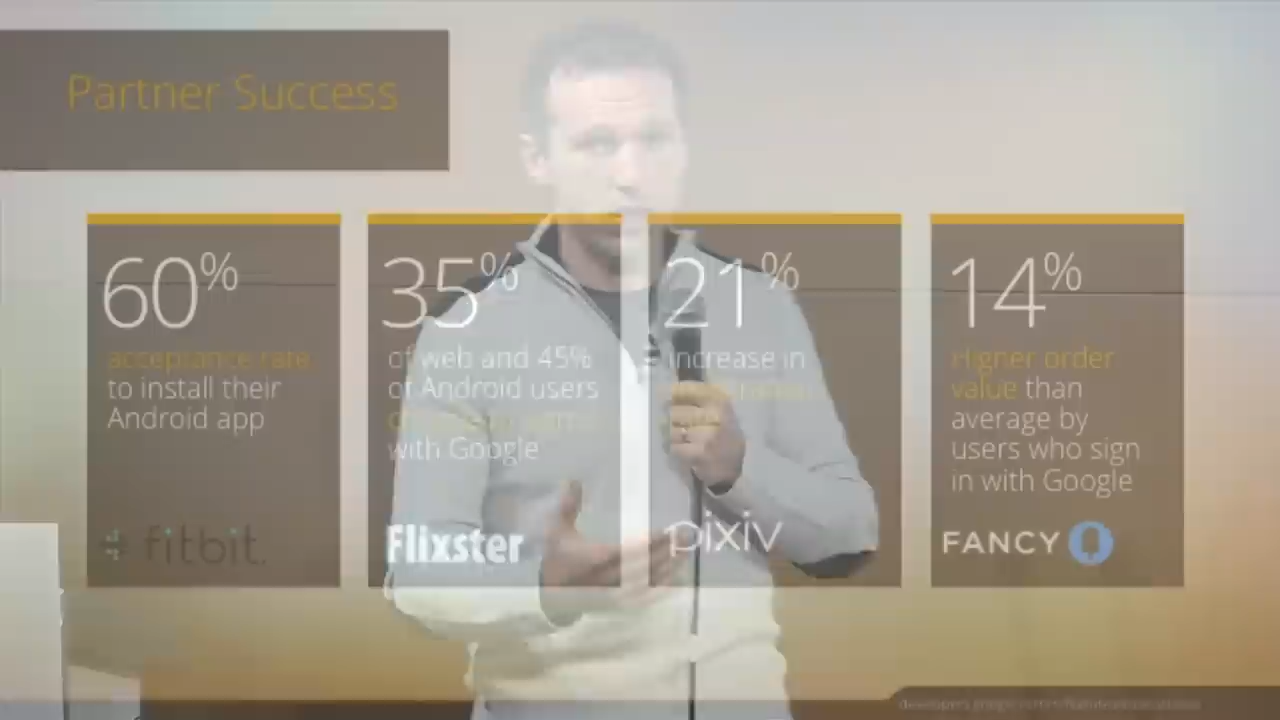 Partner Success
60%
acceptance rate
to install their
Android app
fitbit.
35%
of web and 45%
of Android users
with Google
Flixster
21%
increase in
pixiv
14%
Higher order
value than
average by
users who sign
in with Google
FANCY